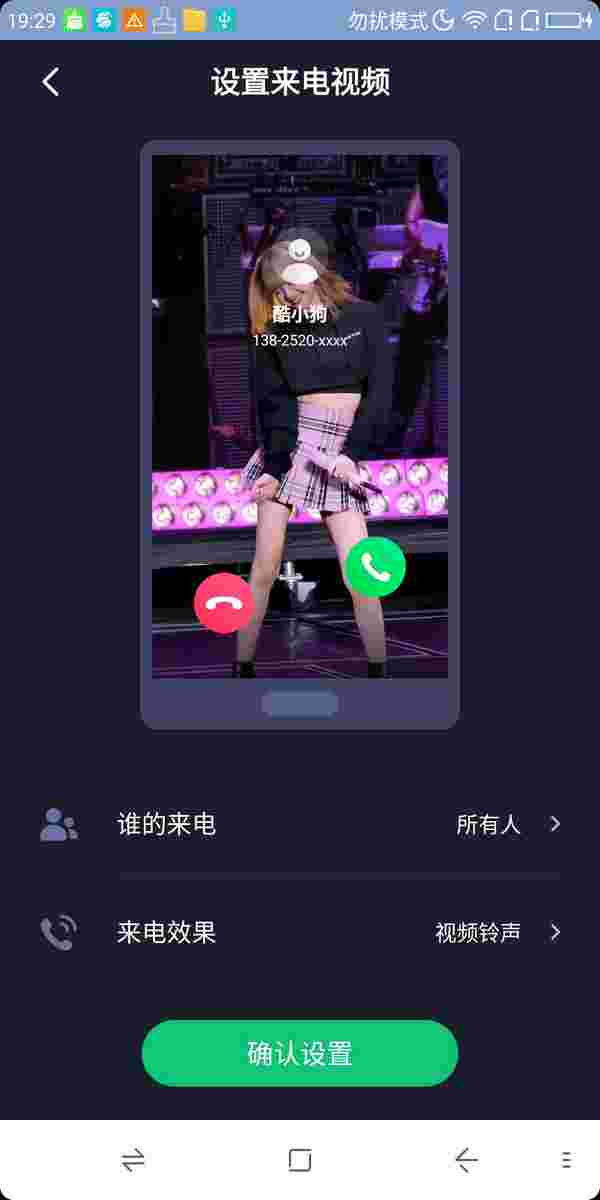 19:29
勿扰模式
设置来电视频
酷小狗
138-2520-xxxx
谁的来电
所有人
来电效果
视频铃声
确认设置